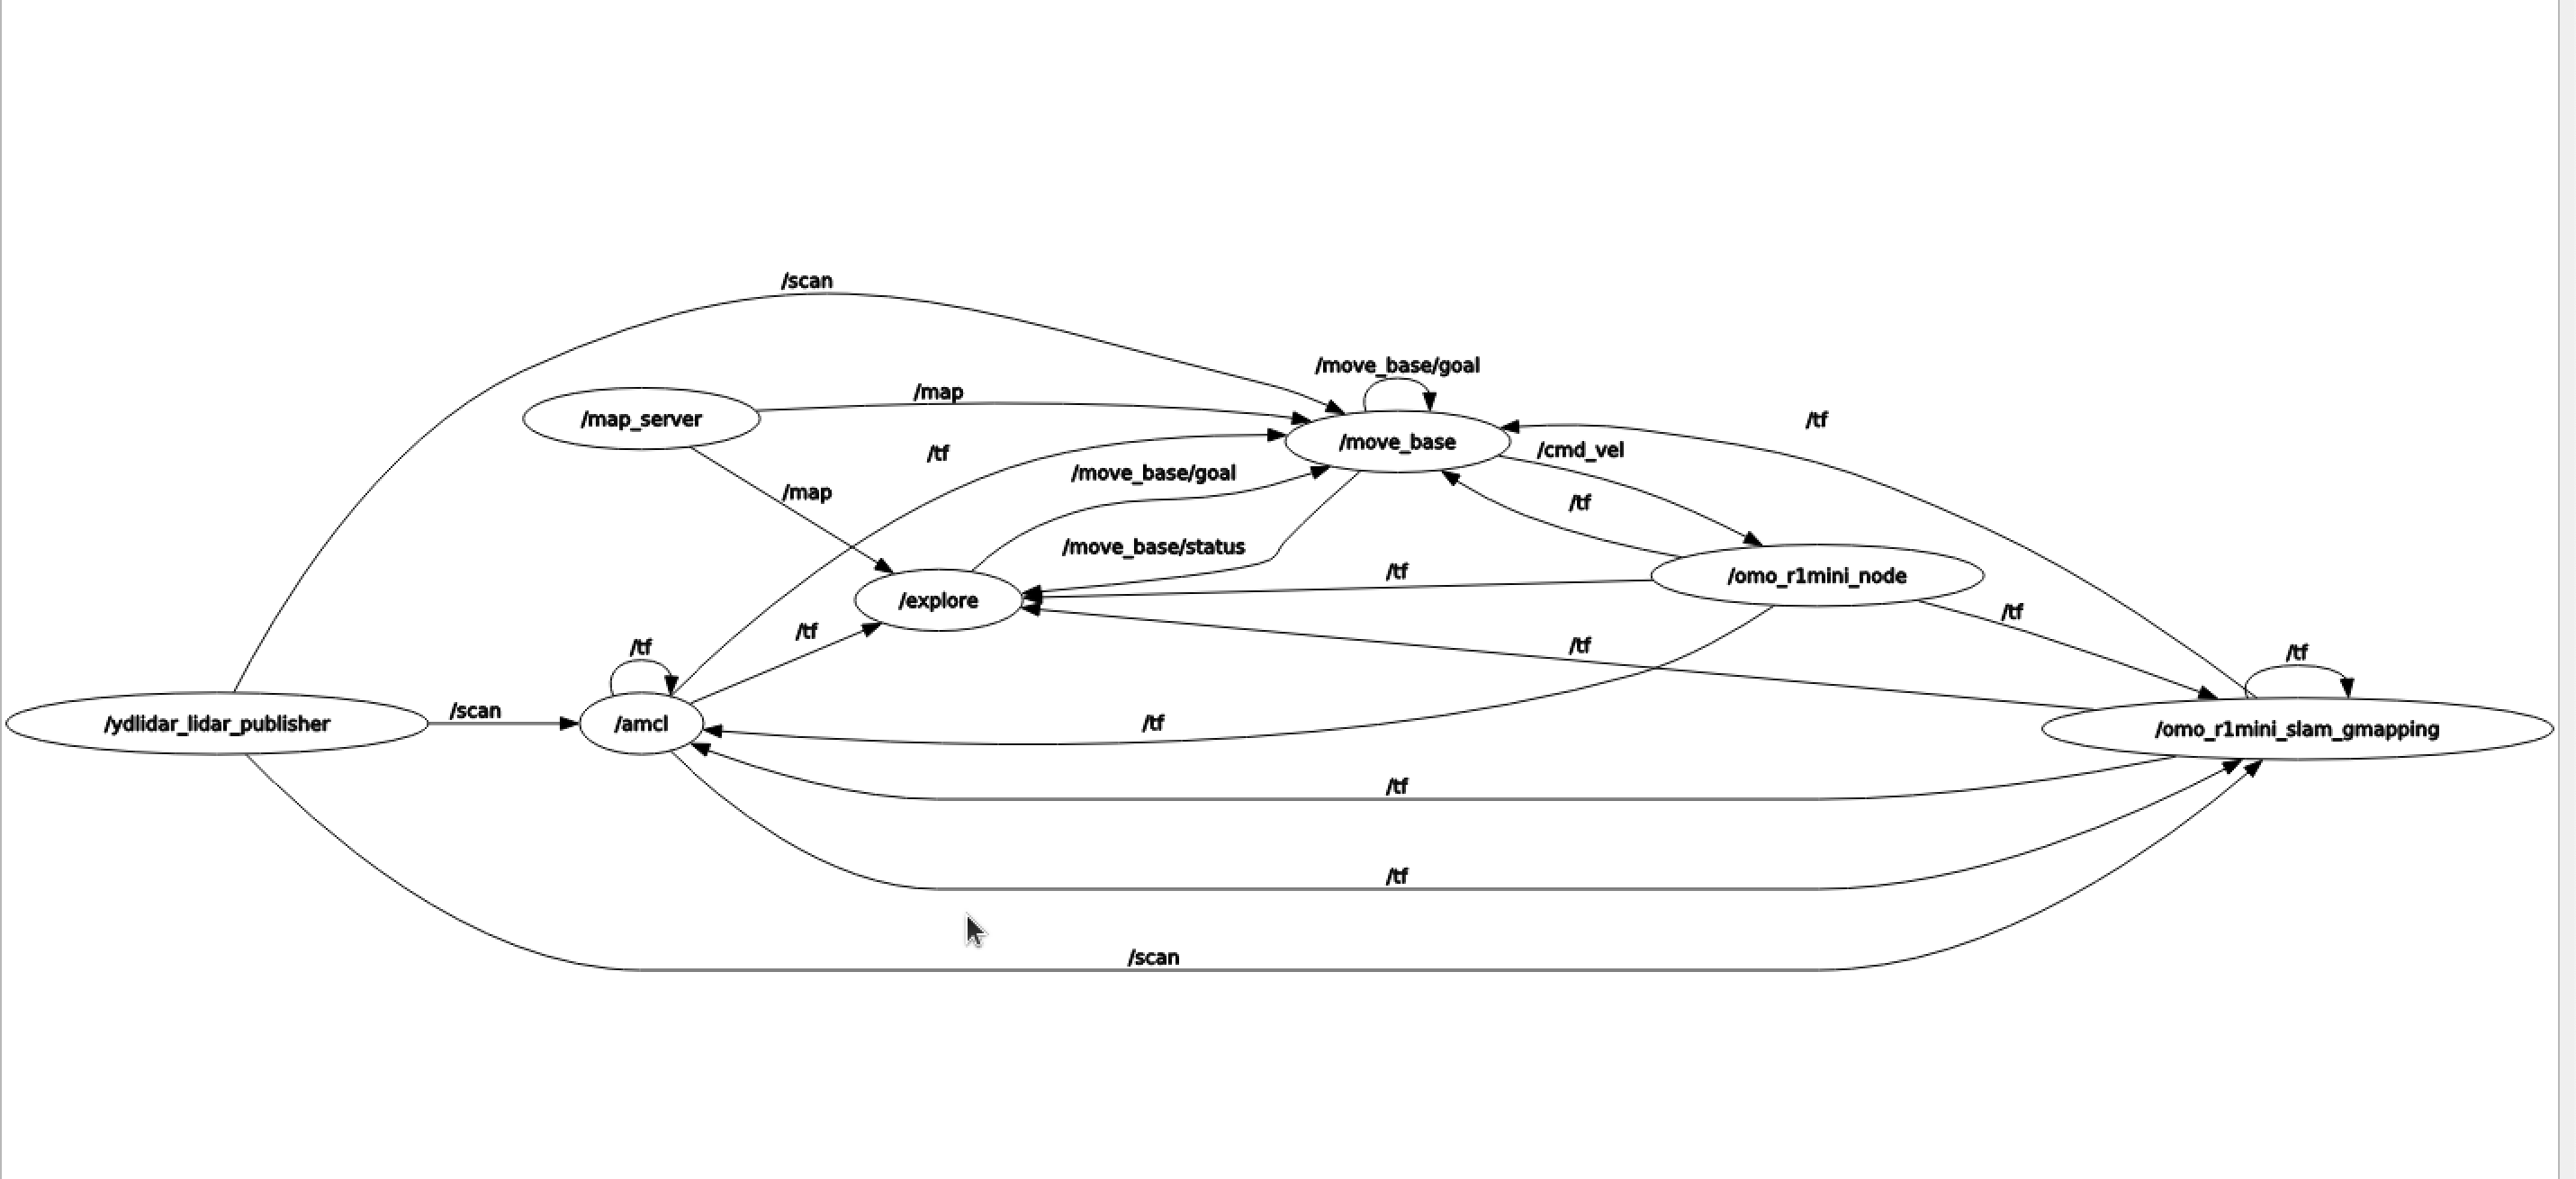 /scan
/move_base/goal
/map_server
/map
/move_base
/tf
/cmd_vel
/tf
/move_base/goal
/map
/tf
/move_base/status
/tf
/omo_r1mini_node
/explore
/tf
/tf
/tf
/tf
/tf
/ydlidar_lidar_publisher
/scan
/amcl
/tf
/omo_r1mini_slam_gmapping
/tf
/tf
/scan